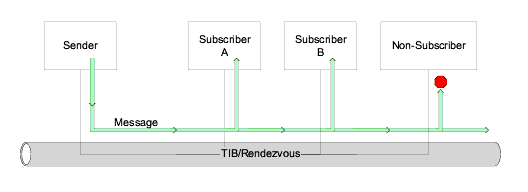 Sender
Subscriber
A
Subscriber
B
Non-Subscriber
Message
TIB/Rendezvous